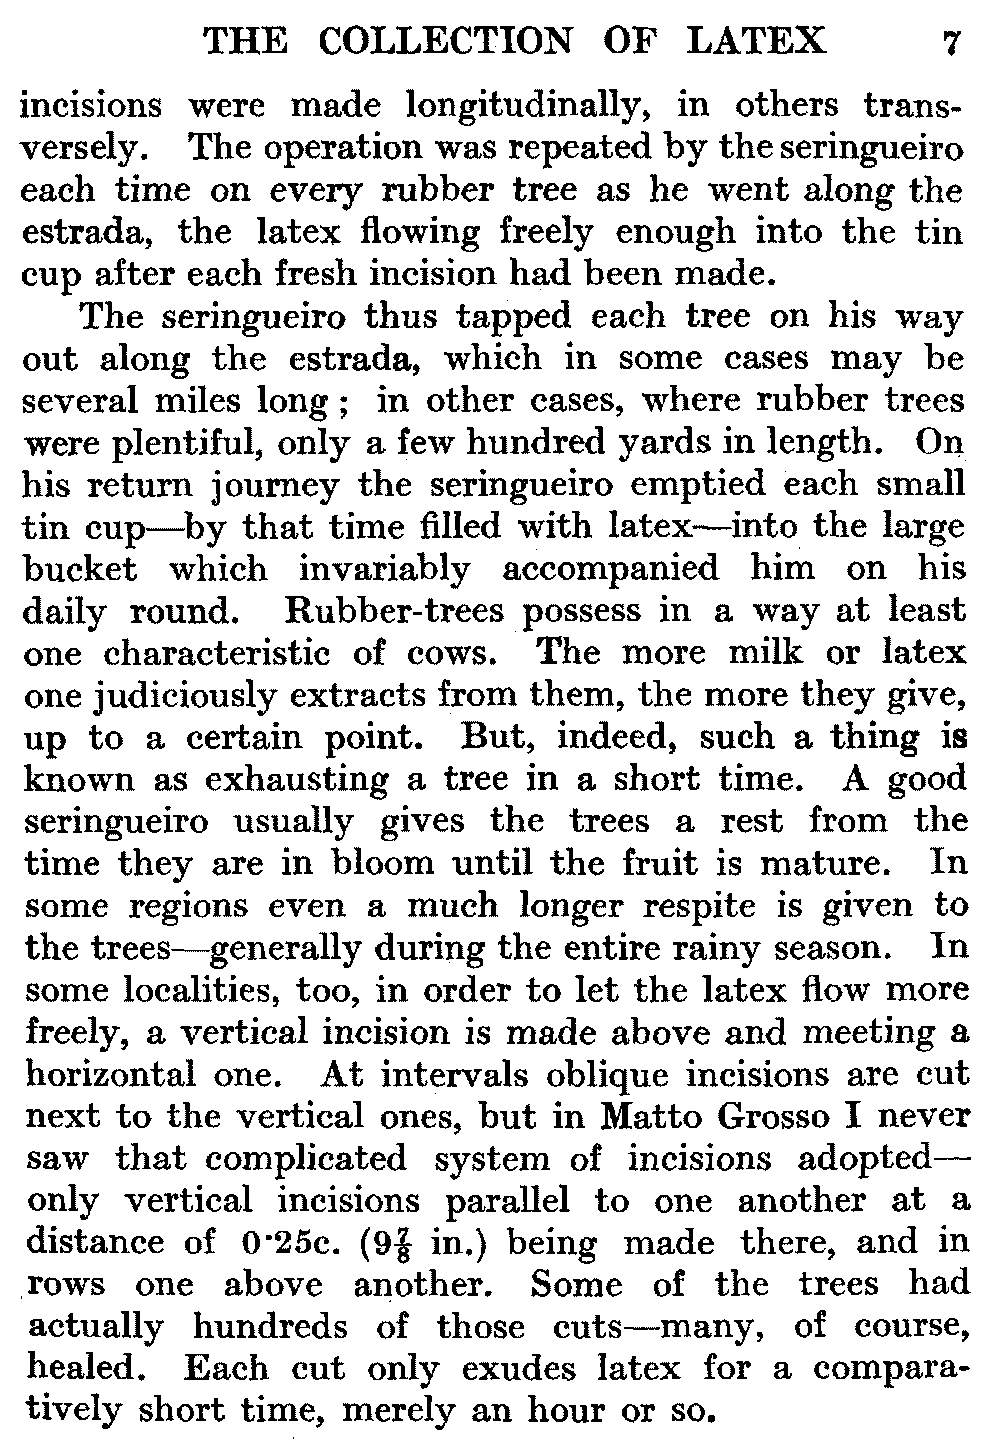 THE COLLECTION OF LATEX 7
incisions were made longitudinally, in others trans-
versely. The operation was repeated by the seringueiro
each time on every rubber tree as he went along the
estrada, the latex flowing freely enough into the tin
cup after each fresh incision had been made.
The seringueiro thus tapped each tree on his way
out along the estrada, which in some cases may be
several miles long ; in other cases, where rubber trees
were plentiful, only a few hundred yards in length. On
his return journey the seringueiro emptied each small
tin cup—by that time filled with latex—into the large
bucket which invariably accompanied him on his
daily round. Rubber-trees possess in a way at least
one characteristic of cows. The more milk or latex
one judiciously extracts from them, the more they give,
up to a certain point. But, indeed, such a thing is
known as exhausting a tree in a short time. A good
seringueiro usually gives the trees a rest from the
time they are in bloom until the fruit is mature. In
some regions even a much longer respite is given to
the trees—generally during the entire rainy season. In
some localities, too, in order to let the latex flow more
freely, a vertical incision is made above and meeting a
horizontal one. At intervals oblique incisions are cut
next to the vertical ones, but in Matto Grosso I never
saw that complicated system of incisions adopted—
only vertical incisions parallel to one another at a
distance of 0·25c. (9⅞ in.) being made there, and in
rows one above another. Some of the trees had
actually hundreds of those cuts—many, of course,
healed. Each cut only exudes latex for a compara-
tively short time, merely an hour or so.